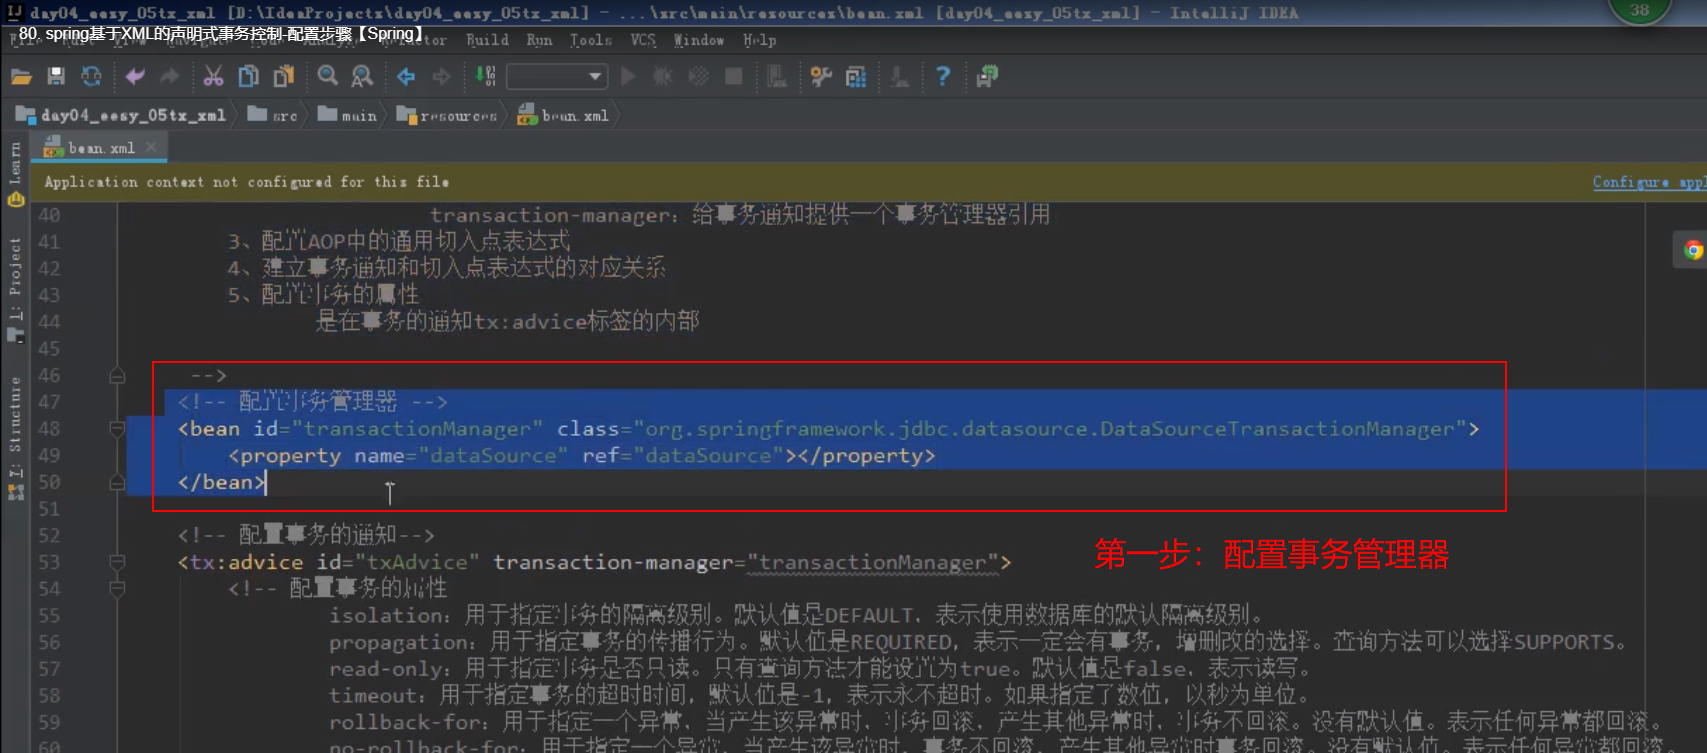 day04_eesy_05tx_xml [D:\IdeaProjects\day04_eesy_05tx_xml] - ...\src\main\resources\bean.xml [day04_eesy_05tx_xml] - IntelliJ IDEA
38
80. spring基于XML的声明式事务控制-配置步骤【Spring】
Build Run Tools VCS Window Help
day04_eesy_05tx_xml src main resources bean.xml
bean.xml
Learn
1: Project
7: Structure
Application context not configured for this file
Configure appl
40 transaction-manager：给事务通知提供一个事务管理器引用
41 3、配置AOP中的通用切入点表达式
42 4、建立事务通知和切入点表达式的对应关系
43 5、配置事务的属性
44 是在事务的通知tx:advice标签的内部
45
46 -->
47 <!-- 配置事务管理器 -->
48 <bean id="transactionManager" class="org.springframework.jdbc.datasource.DataSourceTransactionManager">
49 <property name="dataSource" ref="dataSource"></property>
50 </bean>
51
52 <!-- 配置事务的通知-->
第一步：配置事务管理器
53 <tx:advice id="txAdvice" transaction-manager="transactionManager">
54 <!-- 配置事务的属性
55 isolation：用于指定事务的隔离级别。默认值是DEFAULT，表示使用数据库的默认隔离级别。
56 propagation：用于指定事务的传播行为。默认值是REQUIRED，表示一定会有事务，增删改的选择。查询方法可以选择SUPPORTS。
57 read-only：用于指定事务是否只读。只有查询方法才能设置为true。默认值是false，表示读写。
58 timeout：用于指定事务的超时时间，默认值是-1，表示永不超时。如果指定了数值，以秒为单位。
59 rollback-for：用于指定一个异常，当产生该异常时，事务回滚，产生其他异常时，事务不回滚。没有默认值。表示任何异常都回滚。
60 no-rollback-for：用于指定一个异常，当产生该异常时，事务不回滚，产生其他异常时事务回滚。没有默认值。表示任何异常都回滚。